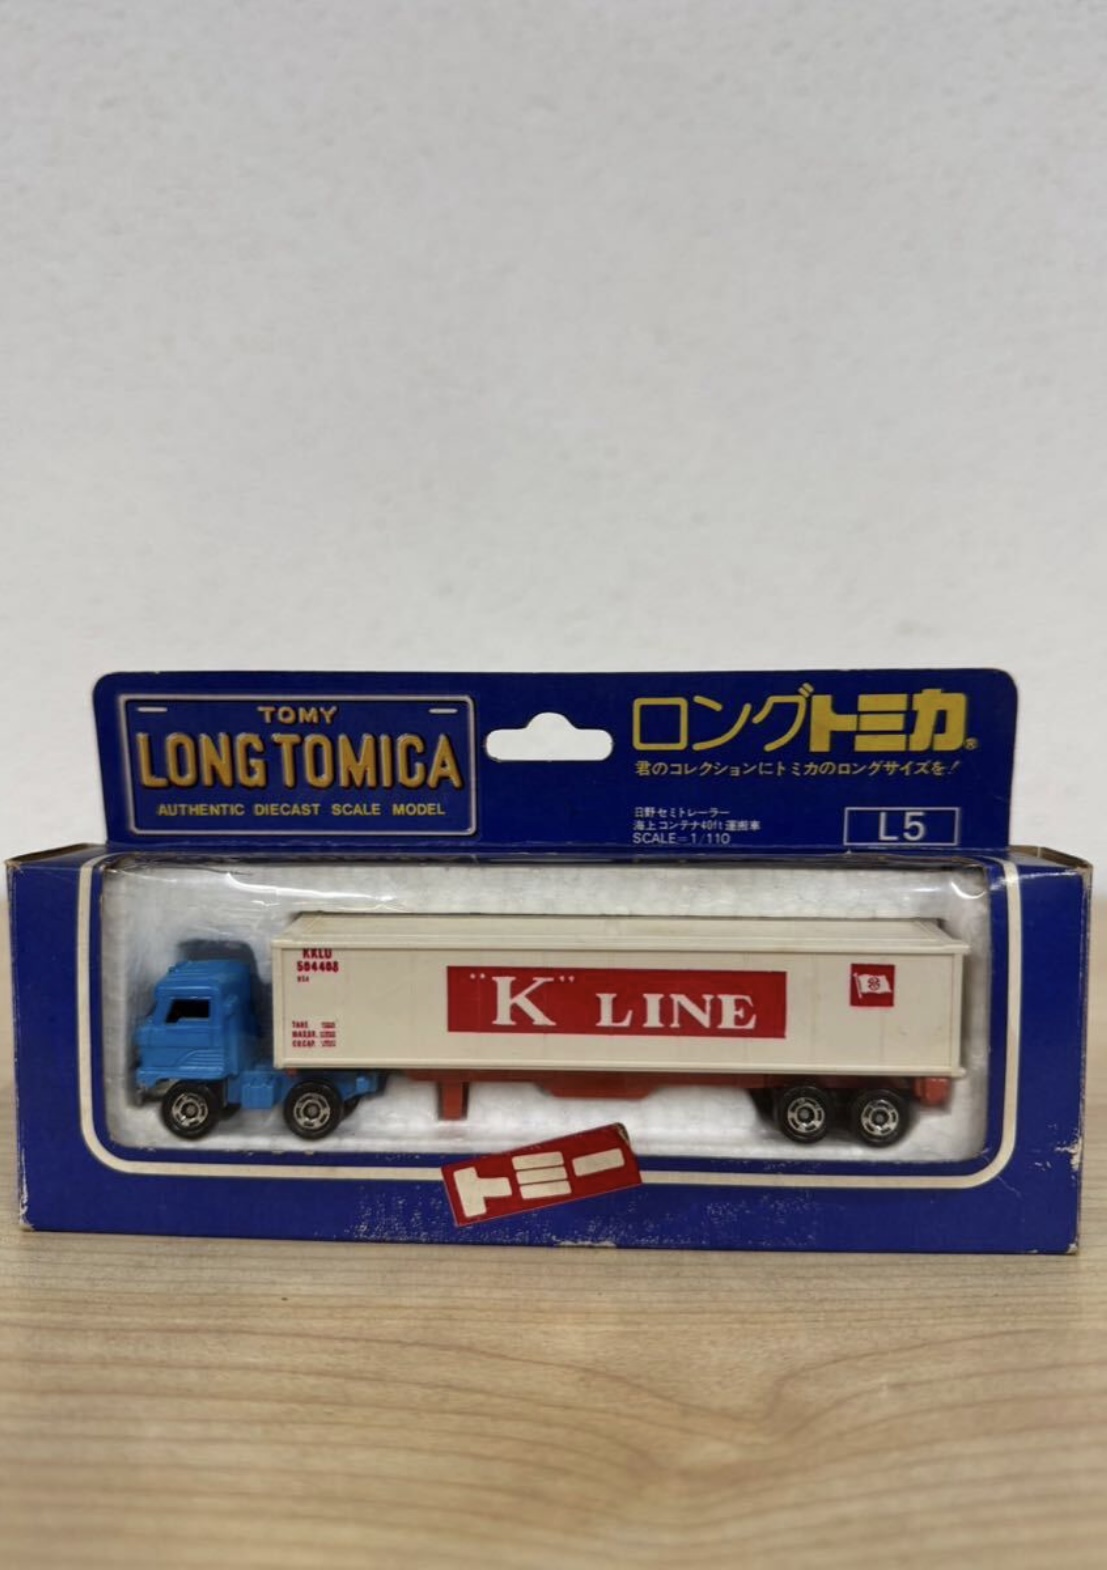 TOMY
LONG TOMICA
AUTHENTIC DIECAST SCALE MODEL
ロングトミカ®
君のコレクションにトミカのロングサイズを!
日野セミトレーラー
海上コンテナ40ft運搬車
SCALE=1/110
L5
KKLU
504408
"K" LINE
トミー